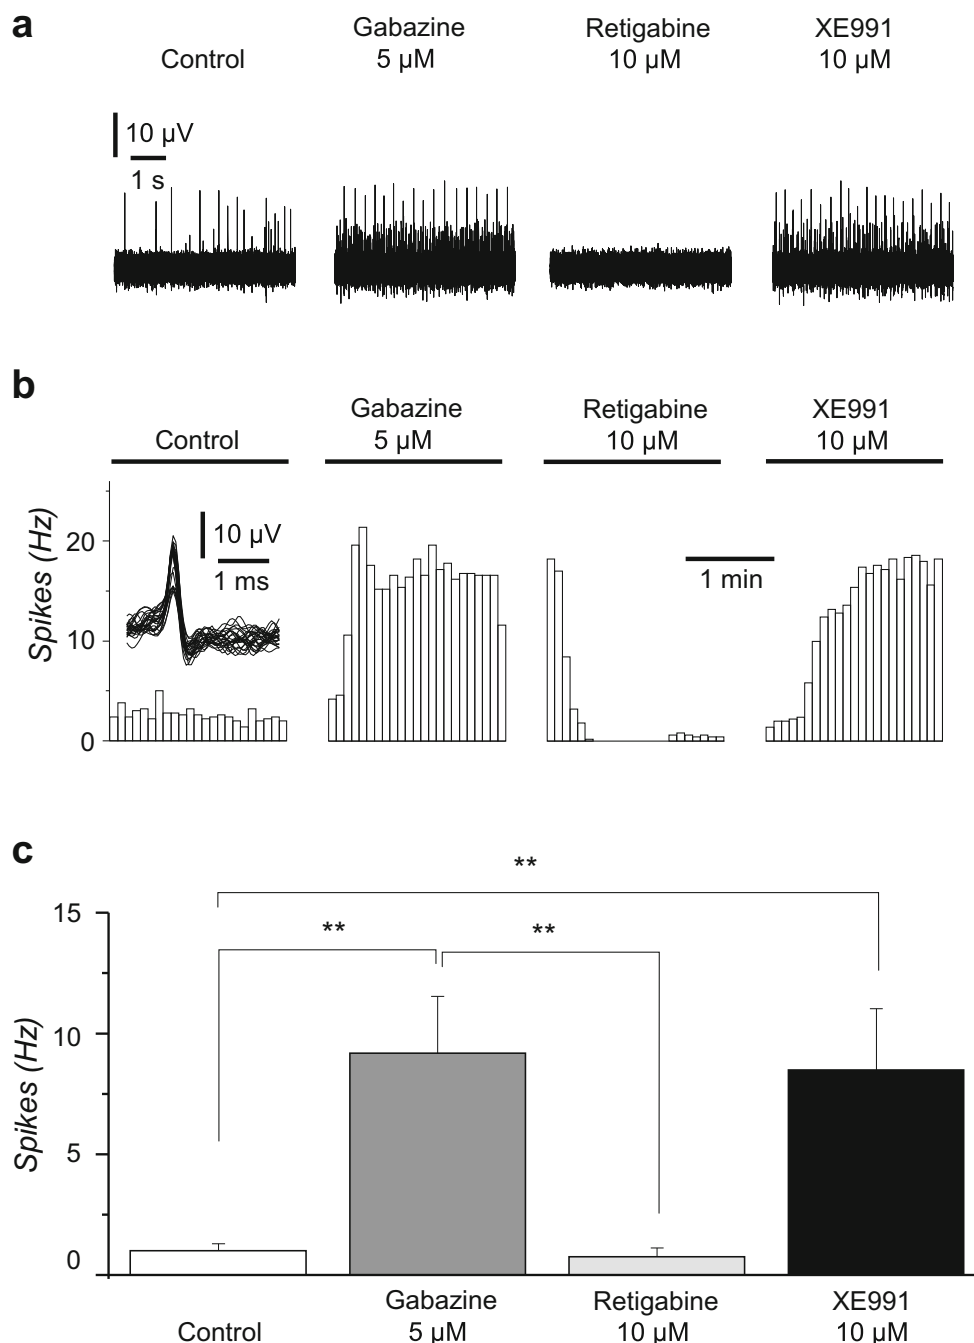 a
Control
Gabazine
5 µM
Retigabine
10 µM
XE991
10 µM
10 µV
1 s
b
Control
Gabazine
5 µM
Retigabine
10 µM
XE991
10 µM
Spikes (Hz)
20
10
0
10 µV
1 ms
1 min
c
**
**
**
Spikes (Hz)
15
10
5
0
Control
Gabazine
5 µM
Retigabine
10 µM
XE991
10 µM